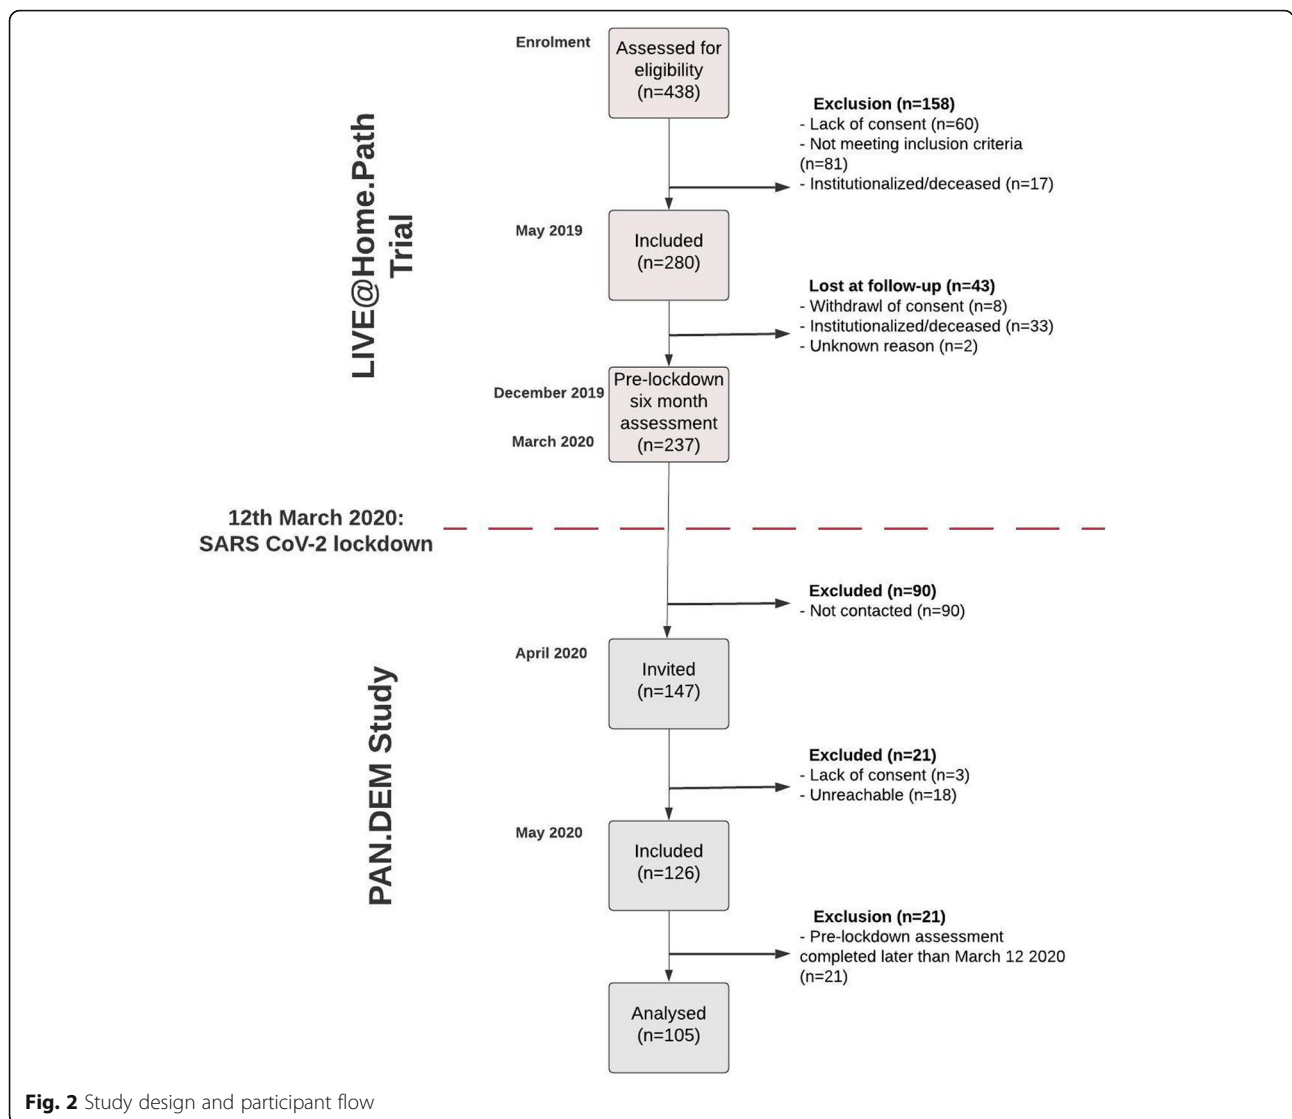 Enrolment
Assessed for
eligibility
(n=438)
Exclusion (n=158)
- Lack of consent (n=60)
- Not meeting inclusion criteria
(n=81)
- Institutionalized/deceased (n=17)
LIVE@Home.Path
Trial
May 2019
Included
(n=280)
Lost at follow-up (n=43)
- Withdrawl of consent (n=8)
- Institutionalized/deceased (n=33)
- Unknown reason (n=2)
December 2019
March 2020
Pre-lockdown
six month
assessment
(n=237)
12th March 2020:
SARS CoV-2 lockdown
Excluded (n=90)
- Not contacted (n=90)
PAN.DEM Study
April 2020
Invited
(n=147)
Excluded (n=21)
- Lack of consent (n=3)
- Unreachable (n=18)
May 2020
Included
(n=126)
Exclusion (n=21)
- Pre-lockdown assessment
completed later than March 12 2020
(n=21)
Analysed
(n=105)
Fig. 2 Study design and participant flow